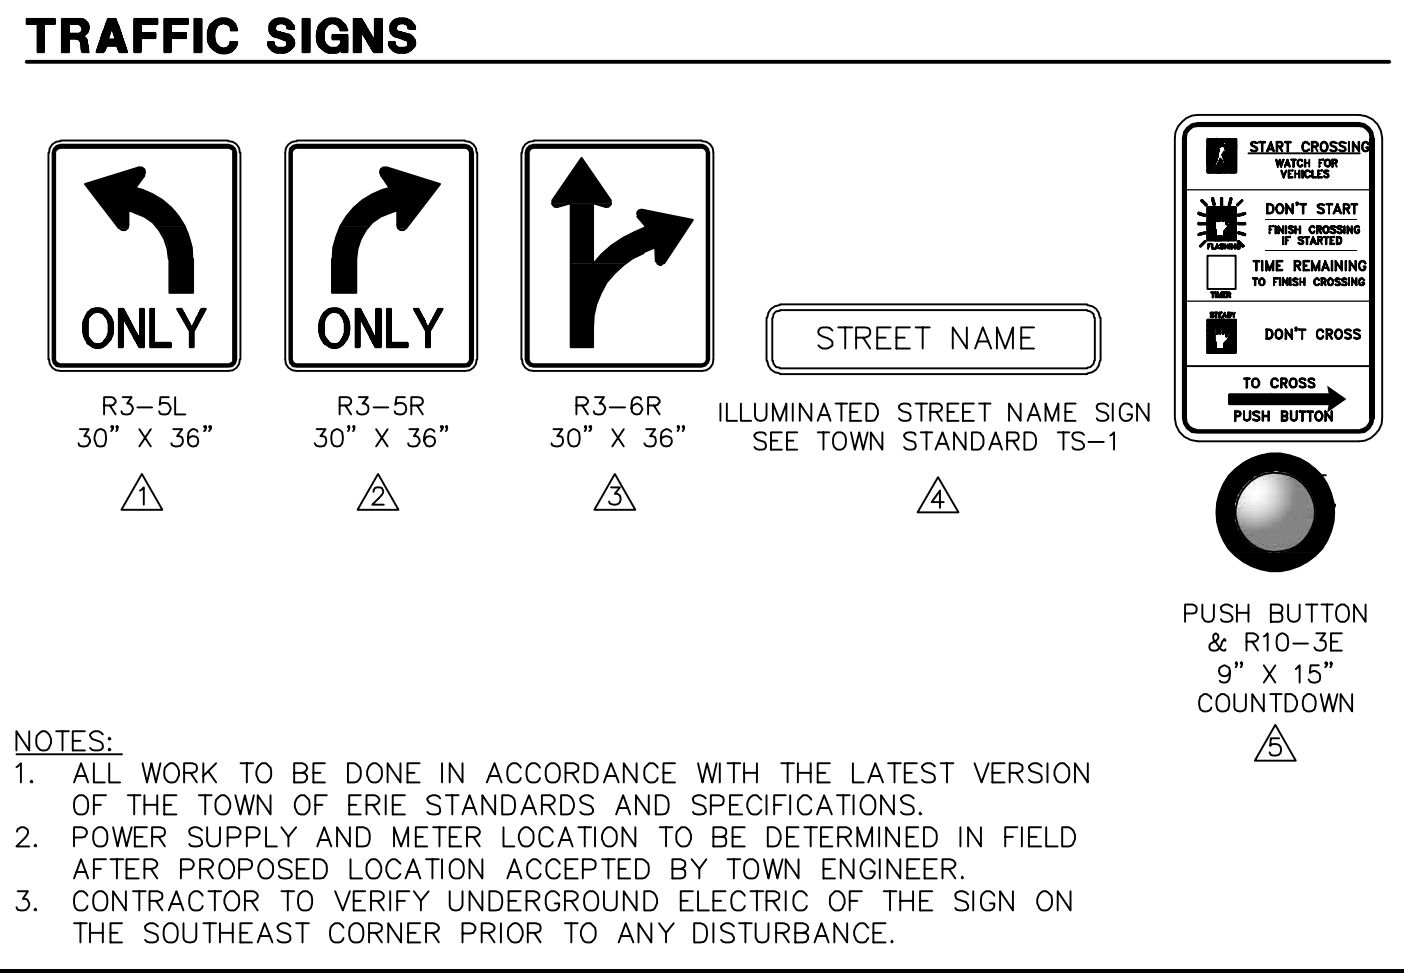 TRAFFIC SIGNS
ONLY
R3-5L
30" X 36"
1
ONLY
R3-5R
30" X 36"
2
R3-6R
30" X 36"
3
STREET NAME
ILLUMINATED STREET NAME SIGN
SEE TOWN STANDARD TS-1
4
START CROSSING
WATCH FOR
VEHICLES
DON'T START
FINISH CROSSING
IF STARTED
FLASHING
TIME REMAINING
TO FINISH CROSSING
TIMER
STEADY
DON'T CROSS
TO CROSS
PUSH BUTTON
PUSH BUTTON
& R10-3E
9" X 15"
COUNTDOWN
5
NOTES:
1. ALL WORK TO BE DONE IN ACCORDANCE WITH THE LATEST VERSION
OF THE TOWN OF ERIE STANDARDS AND SPECIFICATIONS.
2. POWER SUPPLY AND METER LOCATION TO BE DETERMINED IN FIELD
AFTER PROPOSED LOCATION ACCEPTED BY TOWN ENGINEER.
3. CONTRACTOR TO VERIFY UNDERGROUND ELECTRIC OF THE SIGN ON
THE SOUTHEAST CORNER PRIOR TO ANY DISTURBANCE.